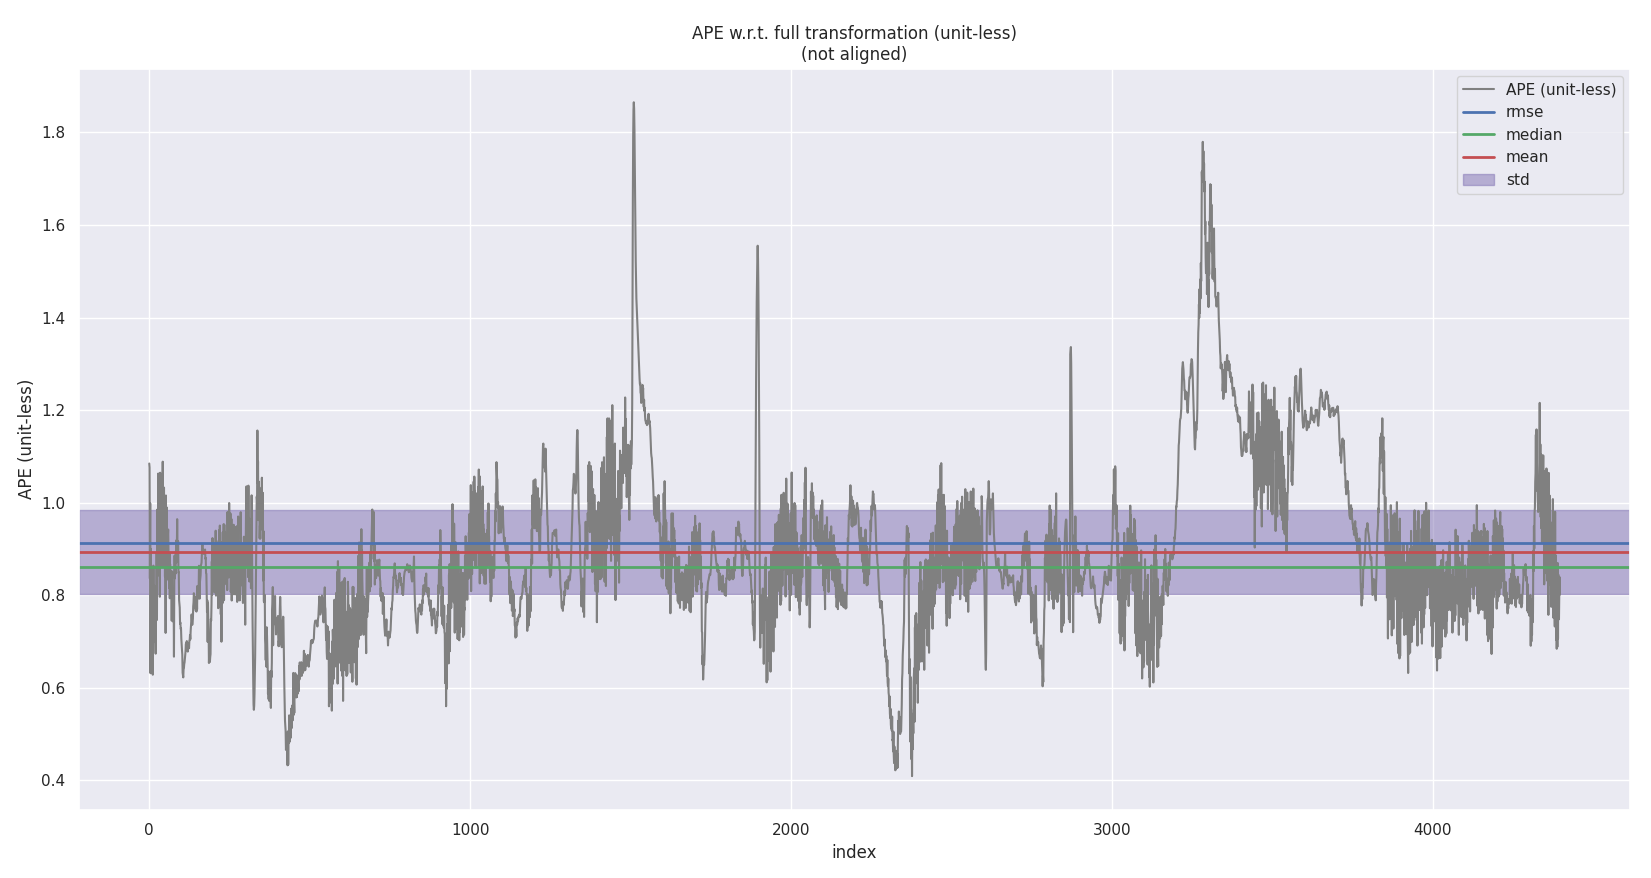 APE w.r.t. full transformation (unit-less)
(not aligned)
APE (unit-less)
rmse
median
mean
std
1.8
1.6
1.4
1.2
1.0
0.8
0.6
0.4
APE (unit-less)
0 1000 2000 3000 4000
index